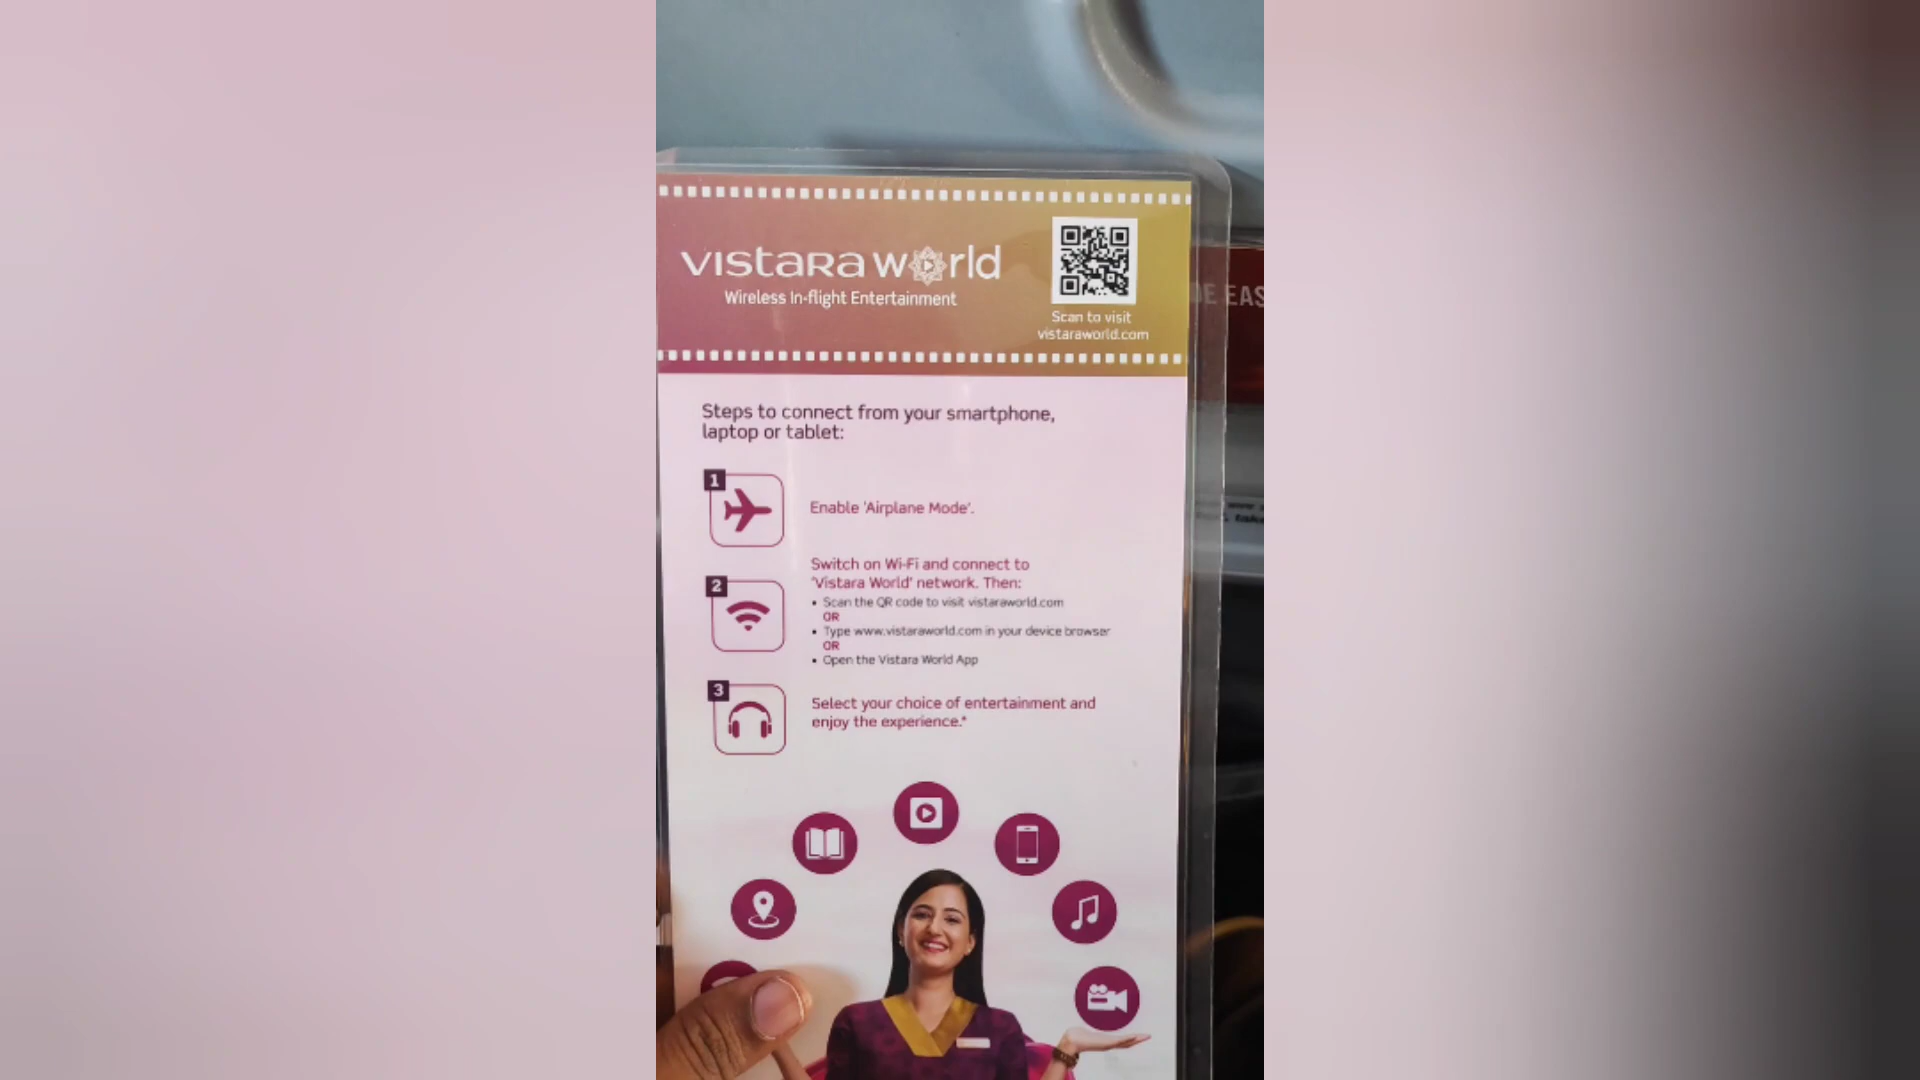 vistara world
Wireless In-flight Entertainment
Scan to visit
vistaraworld.com
DE EAS
Steps to connect from your smartphone,
laptop or tablet:
1
Enable 'Airplane Mode'.
2
Switch on Wi-Fi and connect to
'Vistara World' network. Then:
• Scan the QR code to visit vistaraworld.com
OR
• Type www.vistaraworld.com in your device browser
OR
• Open the Vistara World App
3
Select your choice of entertainment and
enjoy the experience.*